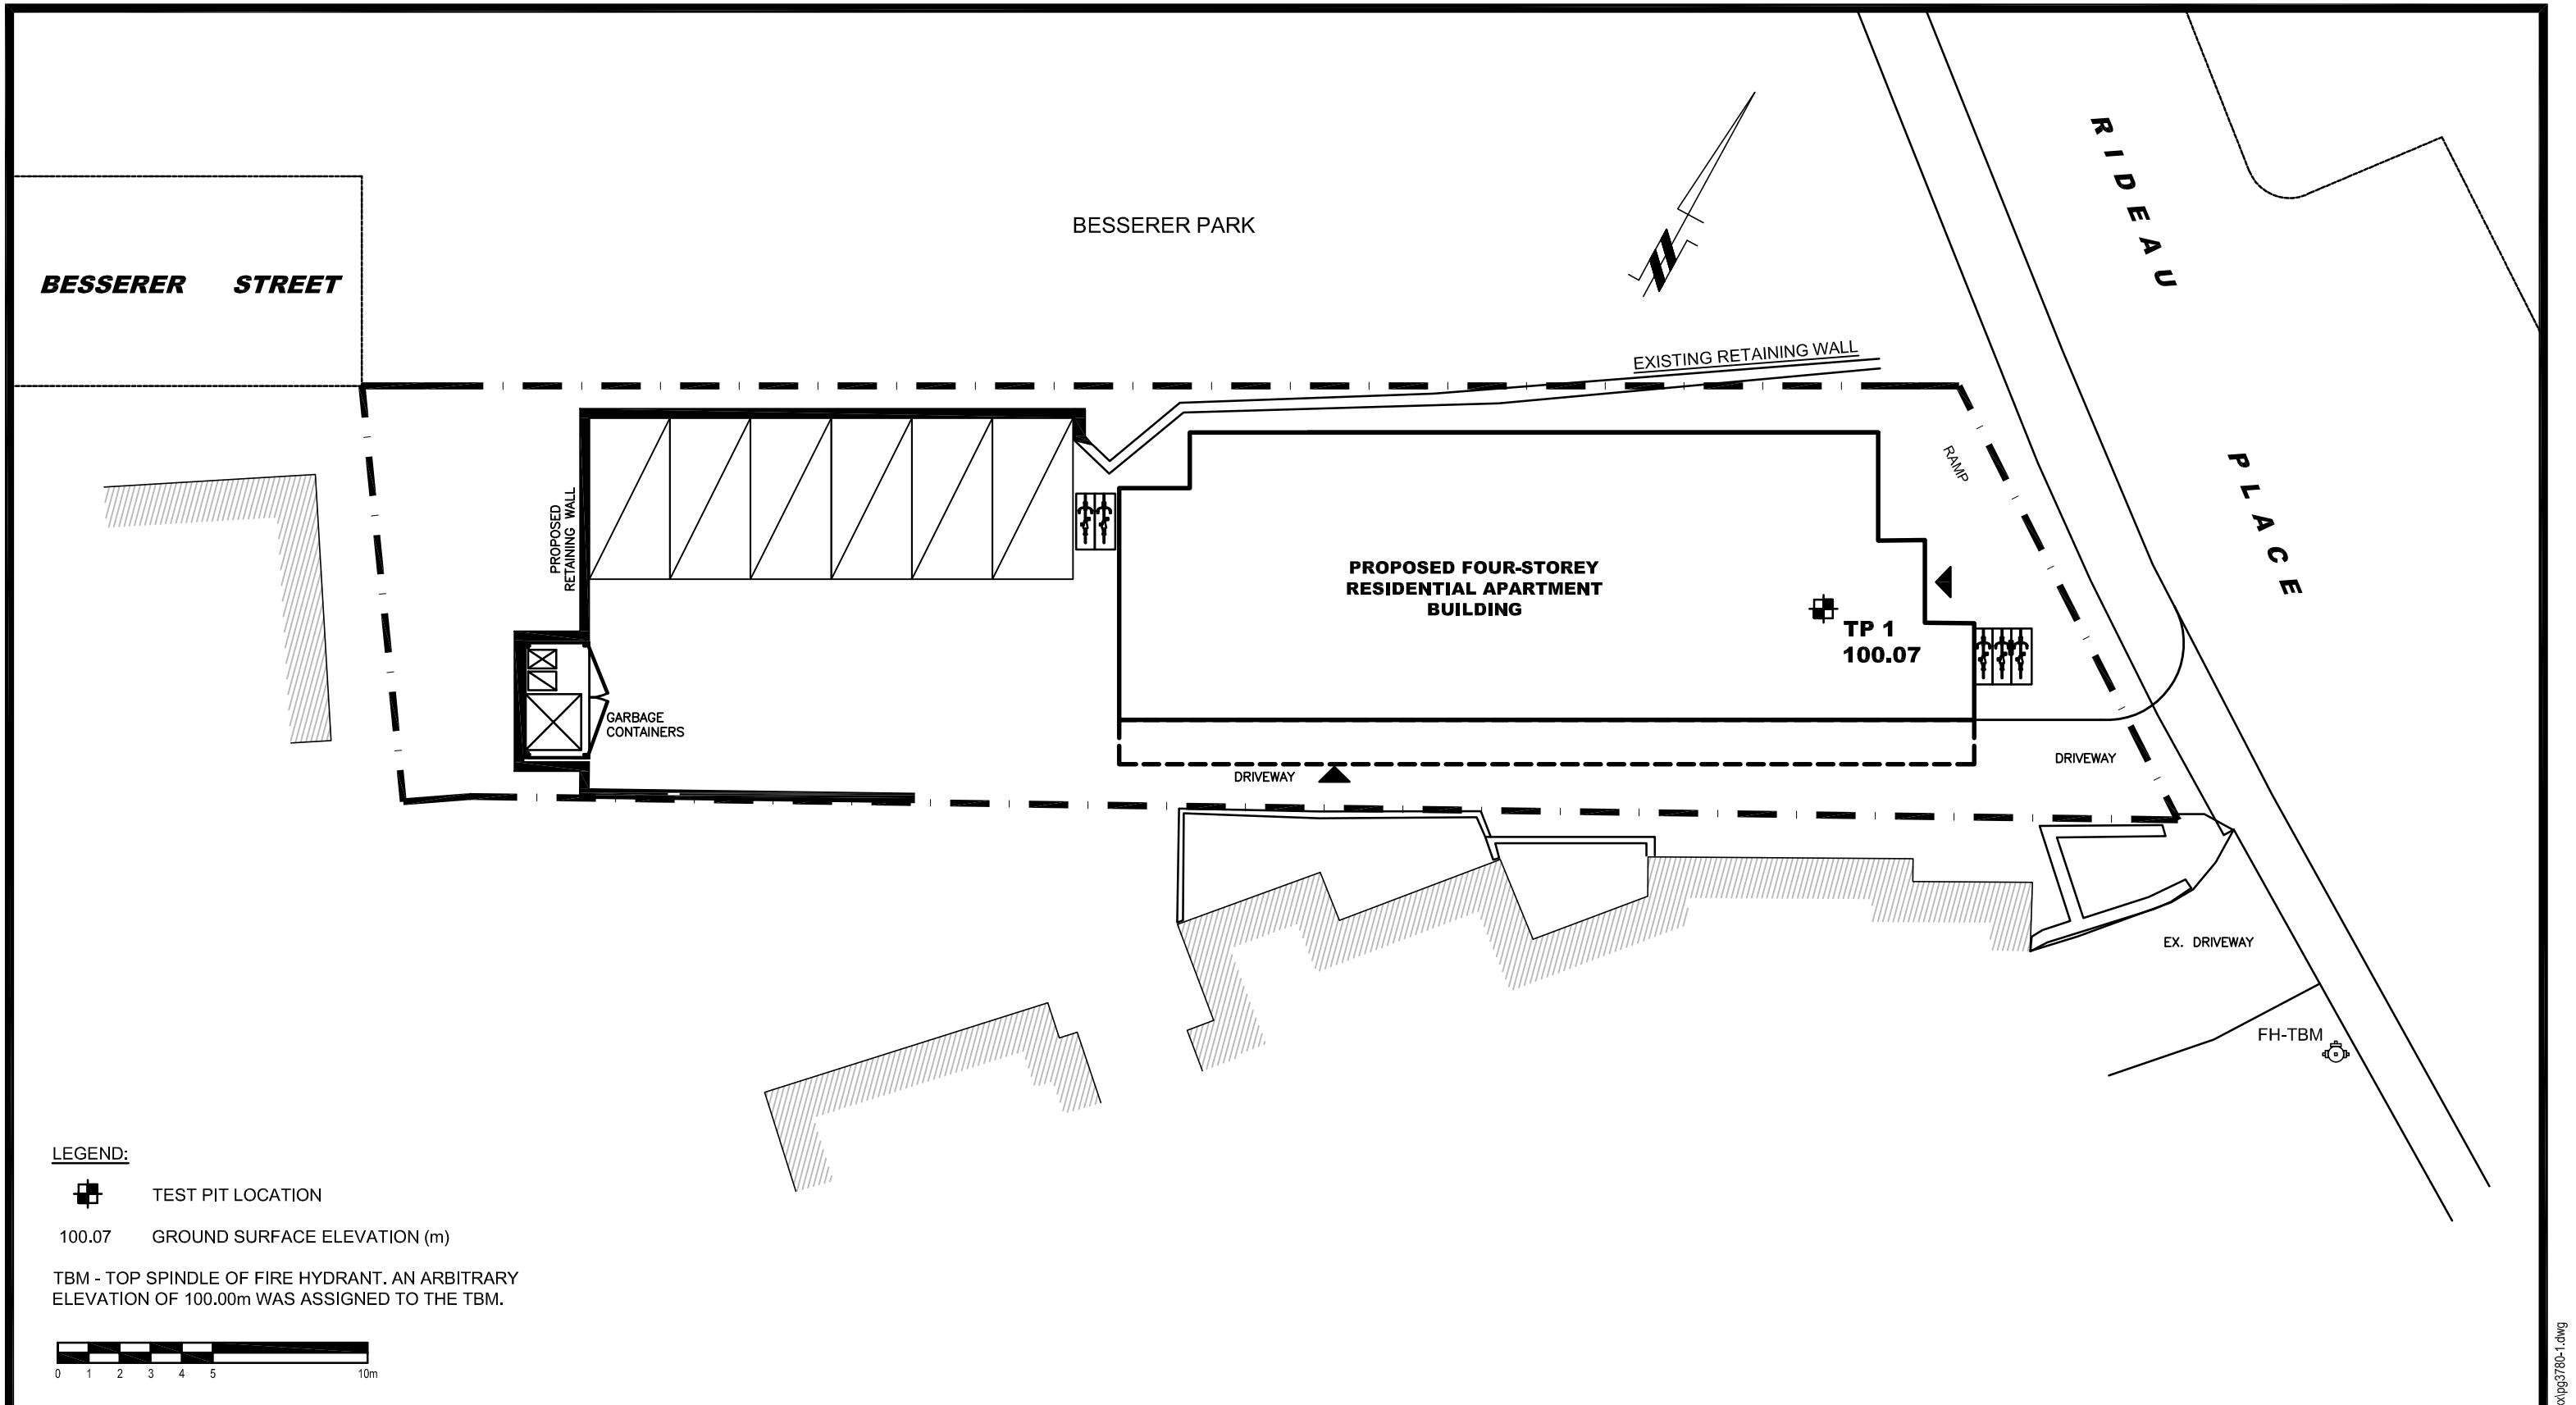 RIDEAU
PLACE
BESSERER PARK
BESSERER STREET
EXISTING RETAINING WALL
RAMP
PROPOSED
RETAINING WALL
PROPOSED FOUR-STOREY
RESIDENTIAL APARTMENT
BUILDING
TP 1
100.07
GARBAGE
CONTAINERS
DRIVEWAY
DRIVEWAY
EX. DRIVEWAY
FH-TBM
LEGEND:
TEST PIT LOCATION
100.07 GROUND SURFACE ELEVATION (m)
TBM - TOP SPINDLE OF FIRE HYDRANT. AN ARBITRARY
ELEVATION OF 100.00m WAS ASSIGNED TO THE TBM.
0 1 2 3 4 5 10m
pg3780-1.dwg